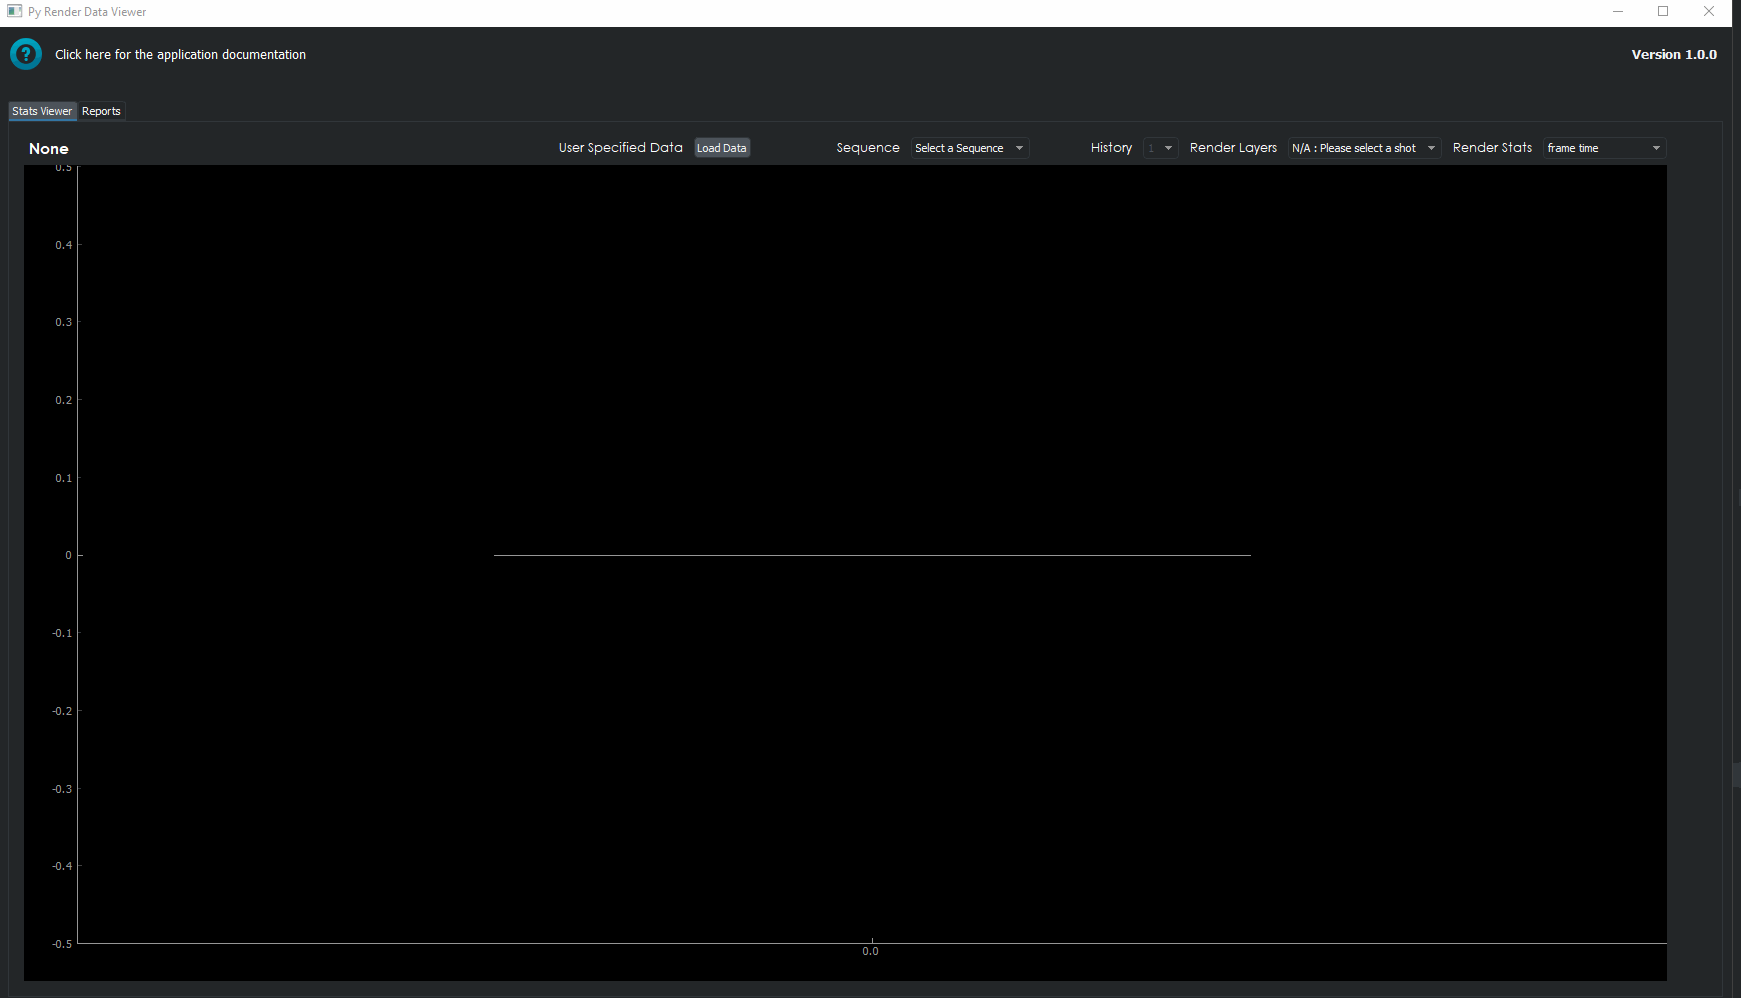 Py Render Data Viewer
Click here for the application documentation
Version 1.0.0
Stats Viewer Reports
None User Specified Data Load Data Sequence Select a Sequence History 1 Render Layers N/A : Please select a shot Render Stats frame time
0.5
0.4
0.3
0.2
0.1
0
-0.1
-0.2
-0.3
-0.4
-0.5
0.0